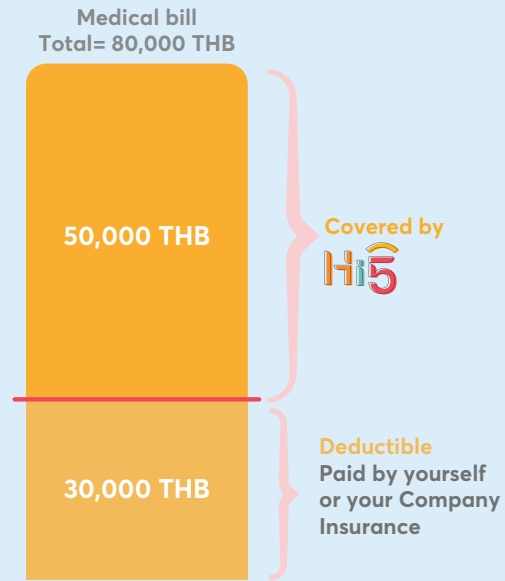 Medical bill
Total= 80,000 THB
50,000 THB
Covered by
Hi5
30,000 THB
Deductible
Paid by yourself
or your Company
Insurance